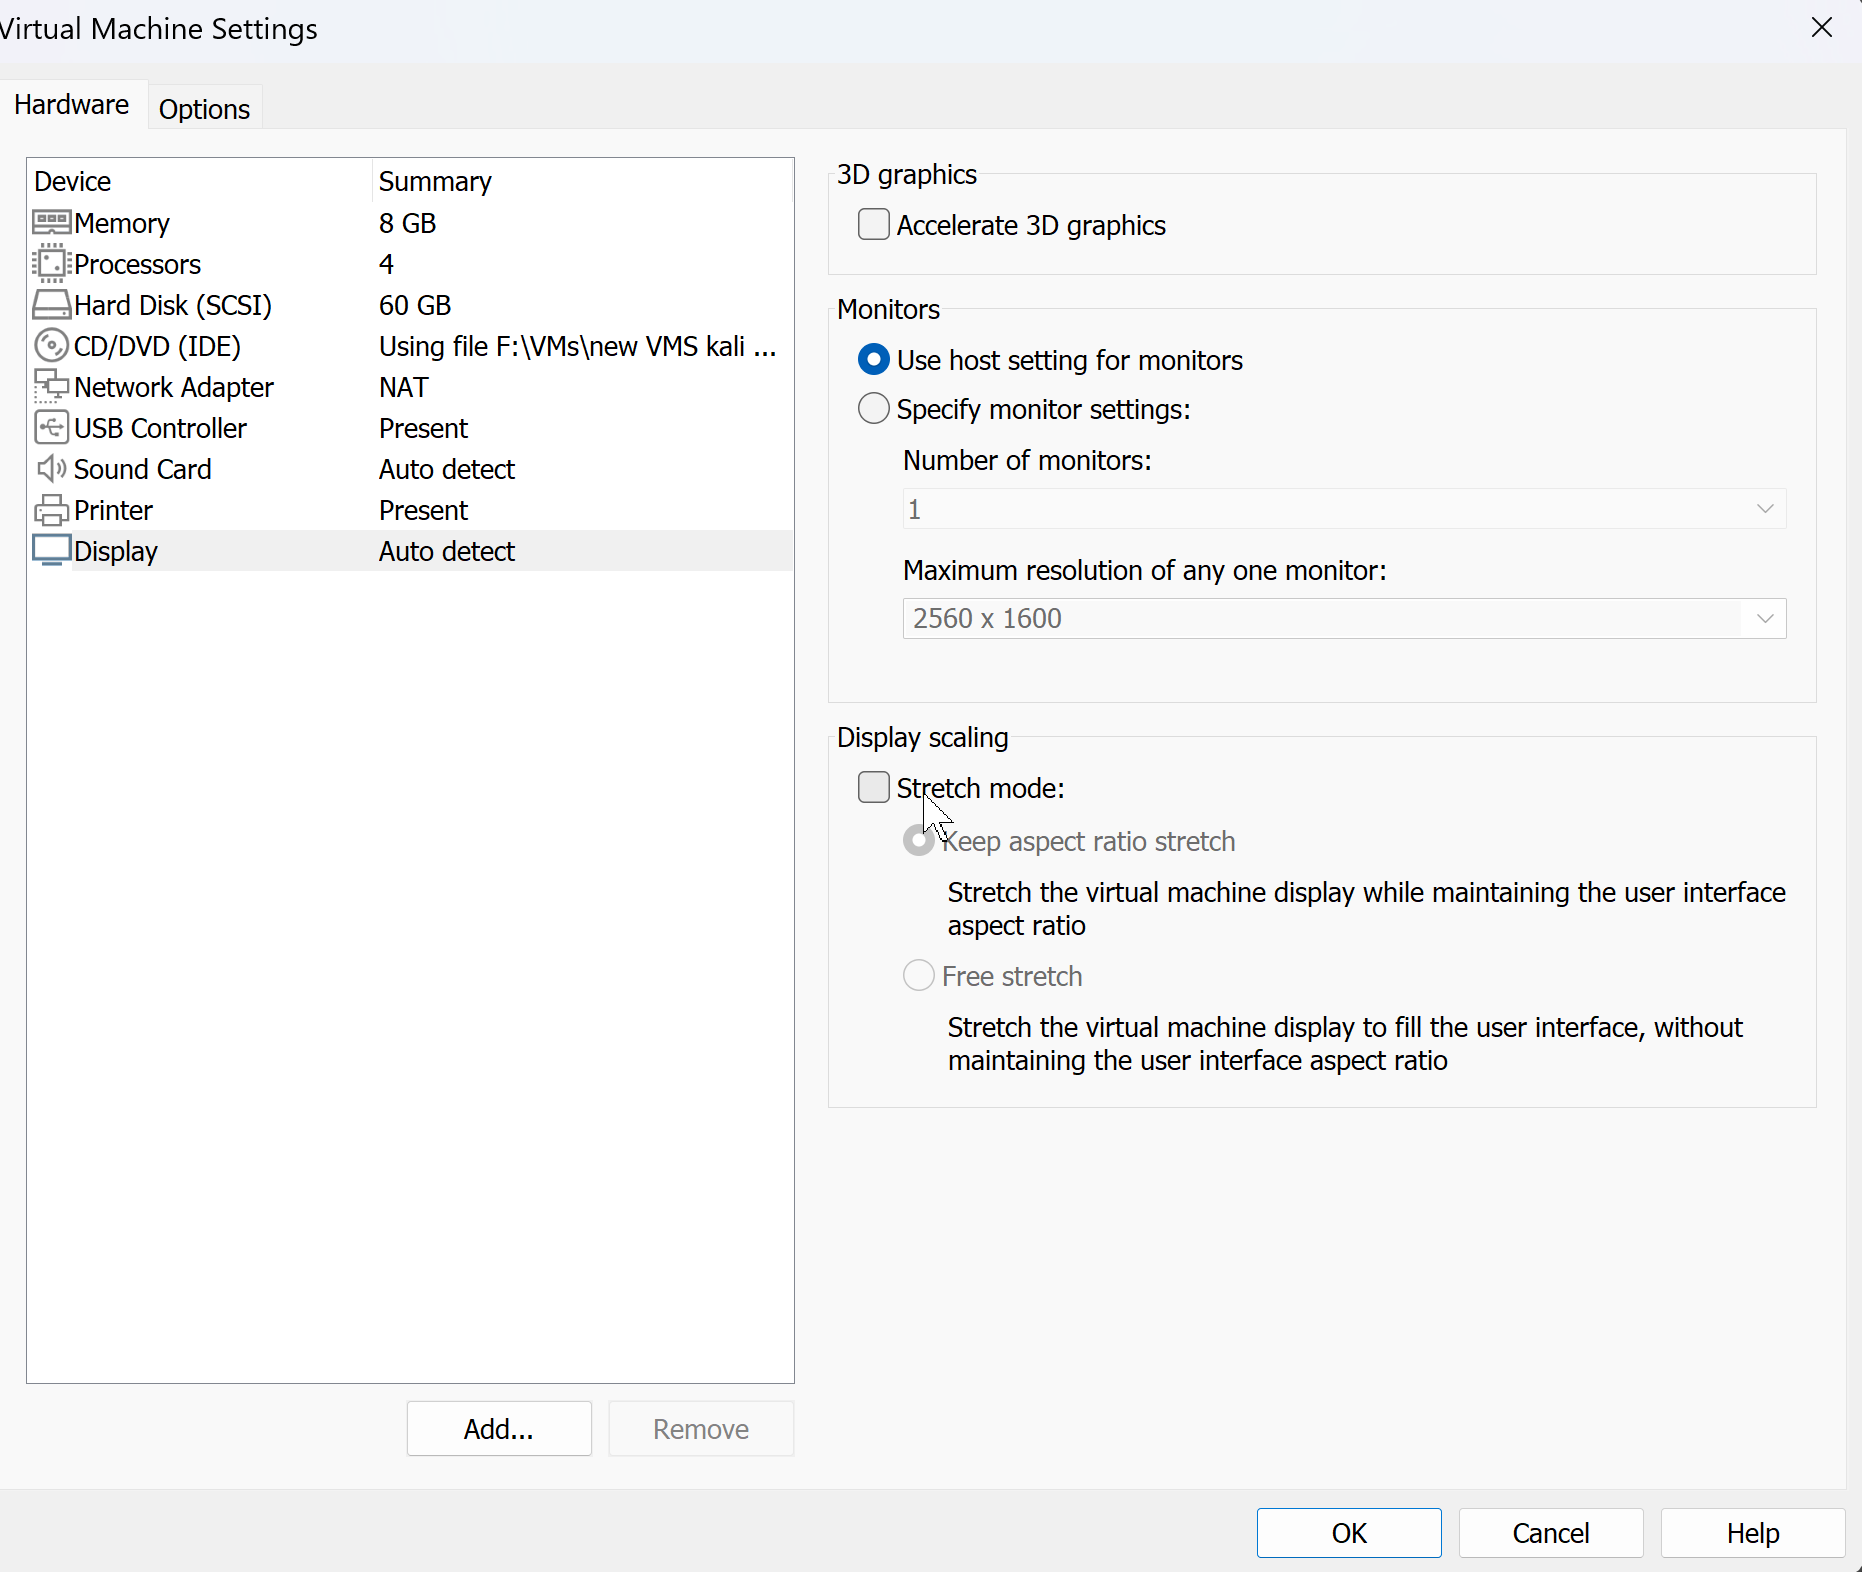 Virtual Machine Settings
Hardware
Options
Device Summary
Memory 8 GB
Processors 4
Hard Disk (SCSI) 60 GB
CD/DVD (IDE) Using file F:\VMs\new VMS kali ...
Network Adapter NAT
USB Controller Present
Sound Card Auto detect
Printer Present
Display Auto detect
Add...
Remove
3D graphics
Accelerate 3D graphics
Monitors
Use host setting for monitors
Specify monitor settings:
Number of monitors:
1
Maximum resolution of any one monitor:
2560 x 1600
Display scaling
Stretch mode:
Keep aspect ratio stretch
Stretch the virtual machine display while maintaining the user interface
aspect ratio
Free stretch
Stretch the virtual machine display to fill the user interface, without
maintaining the user interface aspect ratio
OK
Cancel
Help